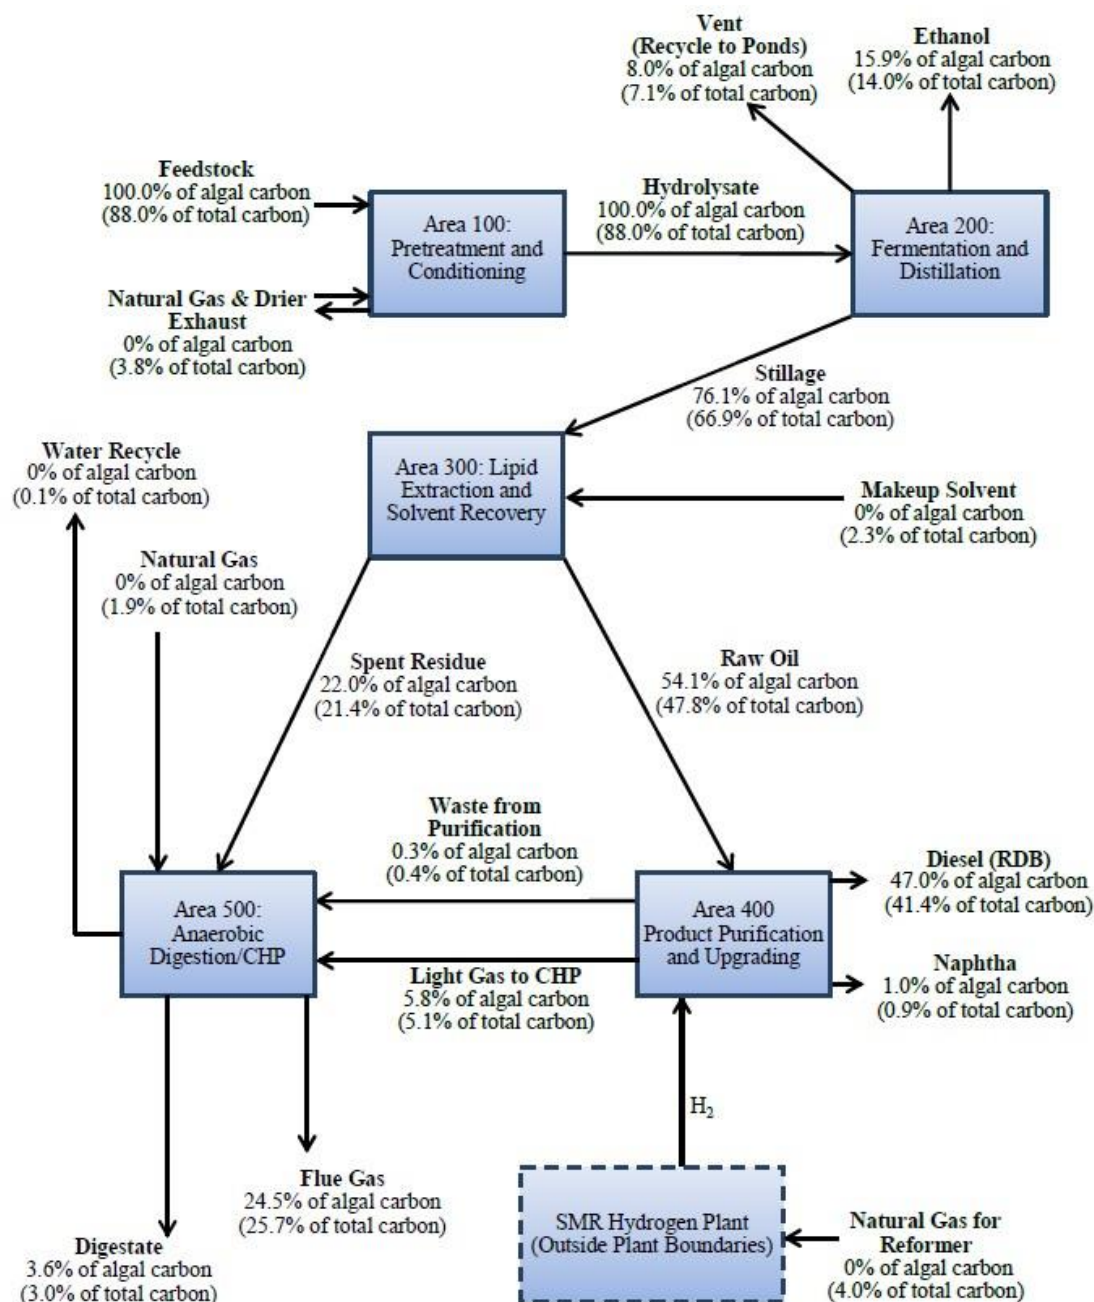 Vent
(Recycle to Ponds)
8.0% of algal carbon
(7.1% of total carbon)
Ethanol
15.9% of algal carbon
(14.0% of total carbon)
Feedstock
100.0% of algal carbon
(88.0% of total carbon)
Area 100:
Pretreatment and
Conditioning
Hydrolysate
100.0% of algal carbon
(88.0% of total carbon)
Area 200:
Fermentation and
Distillation
Natural Gas & Drier
Exhaust
0% of algal carbon
(3.8% of total carbon)
Stillage
76.1% of algal carbon
(66.9% of total carbon)
Water Recycle
0% of algal carbon
(0.1% of total carbon)
Area 300: Lipid
Extraction and
Solvent Recovery
Makeup Solvent
0% of algal carbon
(2.3% of total carbon)
Natural Gas
0% of algal carbon
(1.9% of total carbon)
Spent Residue
22.0% of algal carbon
(21.4% of total carbon)
Raw Oil
54.1% of algal carbon
(47.8% of total carbon)
Waste from
Purification
0.3% of algal carbon
(0.4% of total carbon)
Area 500:
Anaerobic
Digestion/CHP
Area 400
Product Purification
and Upgrading
Diesel (RDB)
47.0% of algal carbon
(41.4% of total carbon)
Light Gas to CHP
5.8% of algal carbon
(5.1% of total carbon)
Naphtha
1.0% of algal carbon
(0.9% of total carbon)
H₂
Flue Gas
24.5% of algal carbon
(25.7% of total carbon)
Digestate
3.6% of algal carbon
(3.0% of total carbon)
SMR Hydrogen Plant
(Outside Plant Boundaries)
Natural Gas for
Reformer
0% of algal carbon
(4.0% of total carbon)